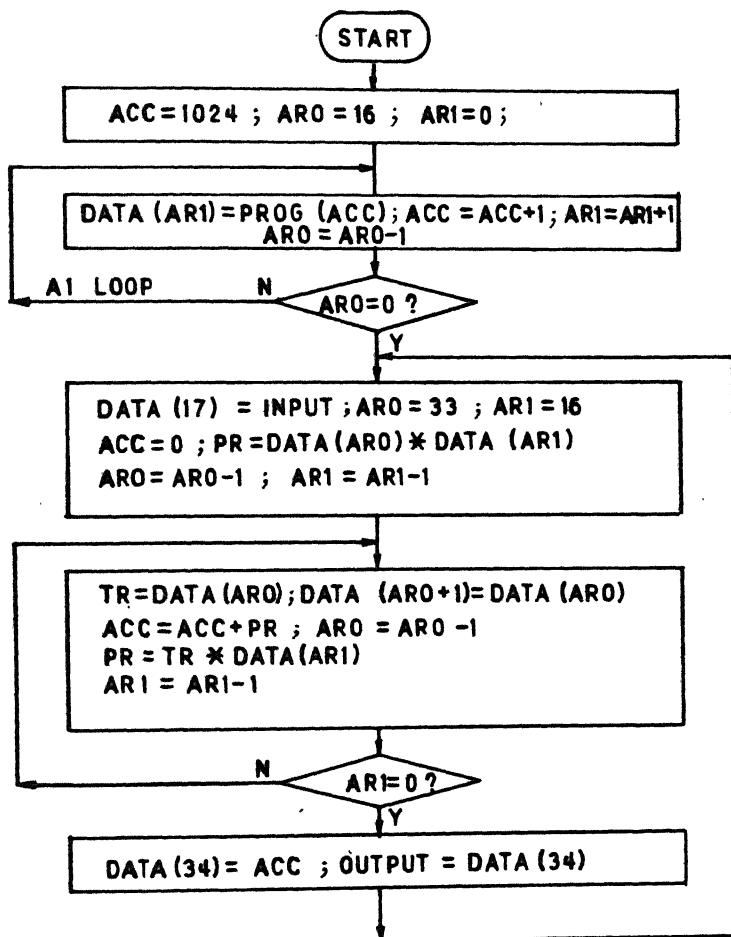 START
ACC=1024 ; AR0 = 16 ; AR1=0;
DATA (AR1)=PROG (ACC); ACC = ACC+1; AR1=AR1+1
AR0 = AR0-1
A1 LOOP
N
AR0=0 ?
Y
DATA (17) = INPUT ; AR0 = 33 ; AR1 = 16
ACC = 0 ; PR = DATA(AR0) * DATA (AR1)
AR0= AR0-1 ; AR1 = AR1-1
TR=DATA(AR0); DATA (AR0+1)= DATA (AR0)
ACC=ACC+PR ; AR0 = AR0 -1
PR = TR * DATA(AR1)
AR1 = AR1-1
N
AR1=0 ?
Y
DATA (34)= ACC ; OUTPUT = DATA (34)